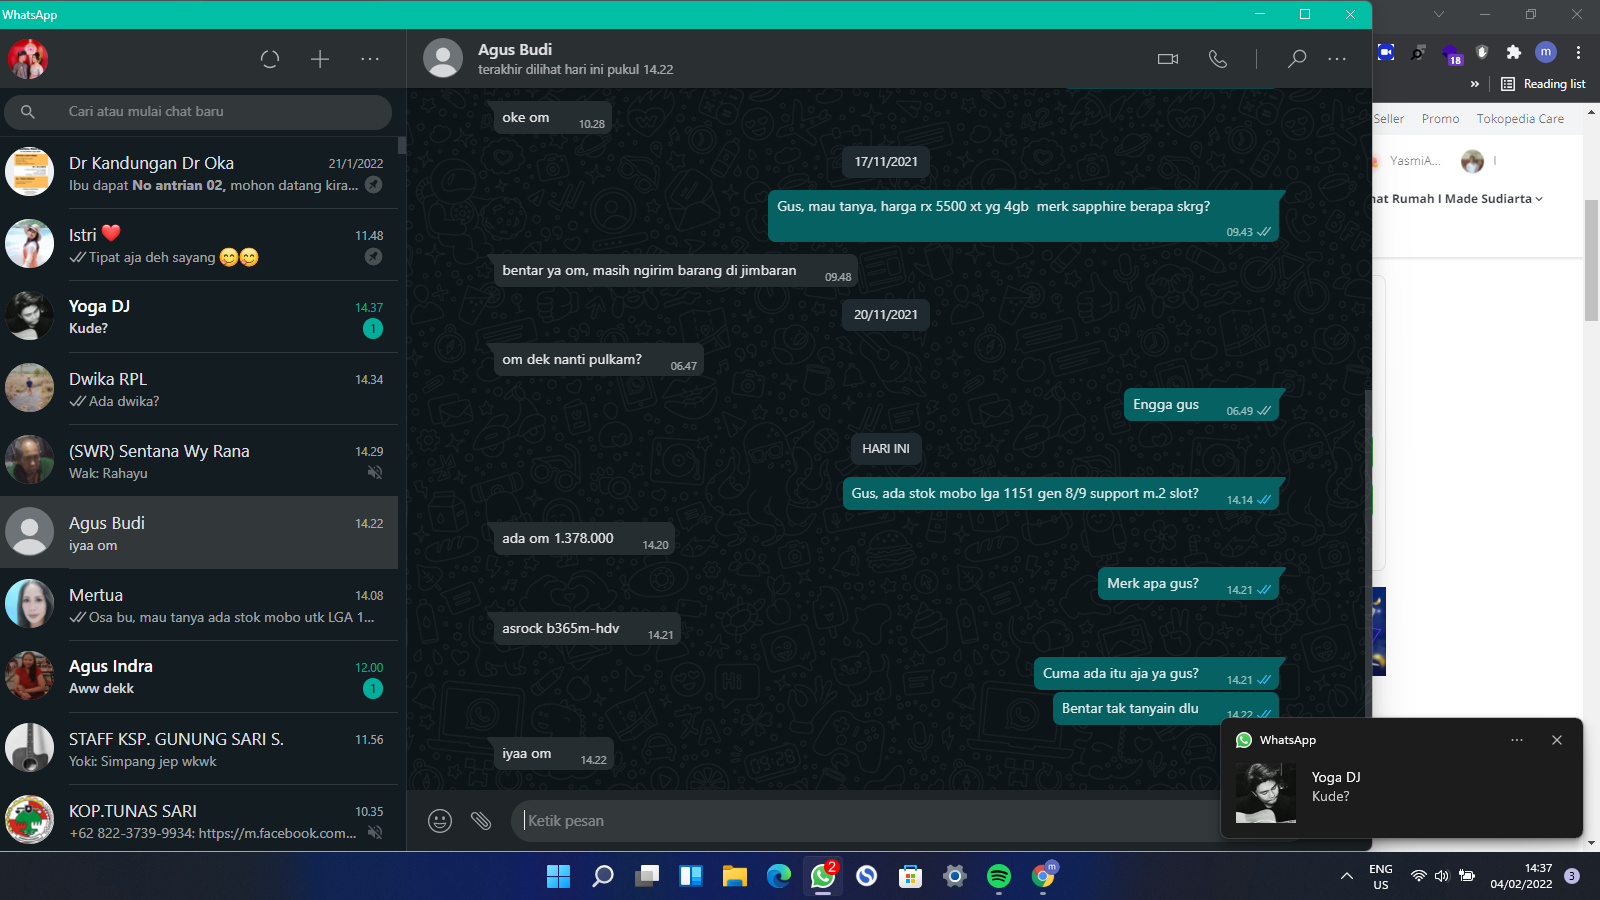 WhatsApp
Cari atau mulai chat baru
Dr Kandungan Dr Oka
21/1/2022
Ibu dapat No antrian 02, mohon datang kira...
Istri ❤️
11.48
Tipat aja deh sayang 😋😋
Yoga DJ
14.37
Kude?
1
Dwika RPL
14.34
Ada dwika?
(SWR) Sentana Wy Rana
14.29
Wak: Rahayu
Agus Budi
14.22
iyaa om
Mertua
14.08
Osa bu, mau tanya ada stok mobo utk LGA 1...
Agus Indra
12.00
Aww dekk
1
STAFF KSP. GUNUNG SARI S.
11.56
Yoki: Simpang jep wkwk
KOP.TUNAS SARI
10.35
+62 822-3739-9934: https://m.facebook.com...
Agus Budi
terakhir dilihat hari ini pukul 14.22
oke om
10.28
17/11/2021
Gus, mau tanya, harga rx 5500 xt yg 4gb  merk sapphire berapa skrg?
09.43
bentar ya om, masih ngirim barang di jimbaran
09.48
20/11/2021
om dek nanti pulkam?
06.47
Engga gus
06.49
HARI INI
Gus, ada stok mobo lga 1151 gen 8/9 support m.2 slot?
14.14
ada om 1.378.000
14.20
Merk apa gus?
14.21
asrock b365m-hdv
14.21
Cuma ada itu aja ya gus?
14.21
Bentar tak tanyain dlu
14.22
iyaa om
14.22
Ketik pesan
18
m
»
Reading list
Seller
Promo
Tokopedia Care
YasmiA...
I
mat Rumah I Made Sudiarta
WhatsApp
Yoga DJ
Kude?
2
m
ENG
US
14:37
04/02/2022
3